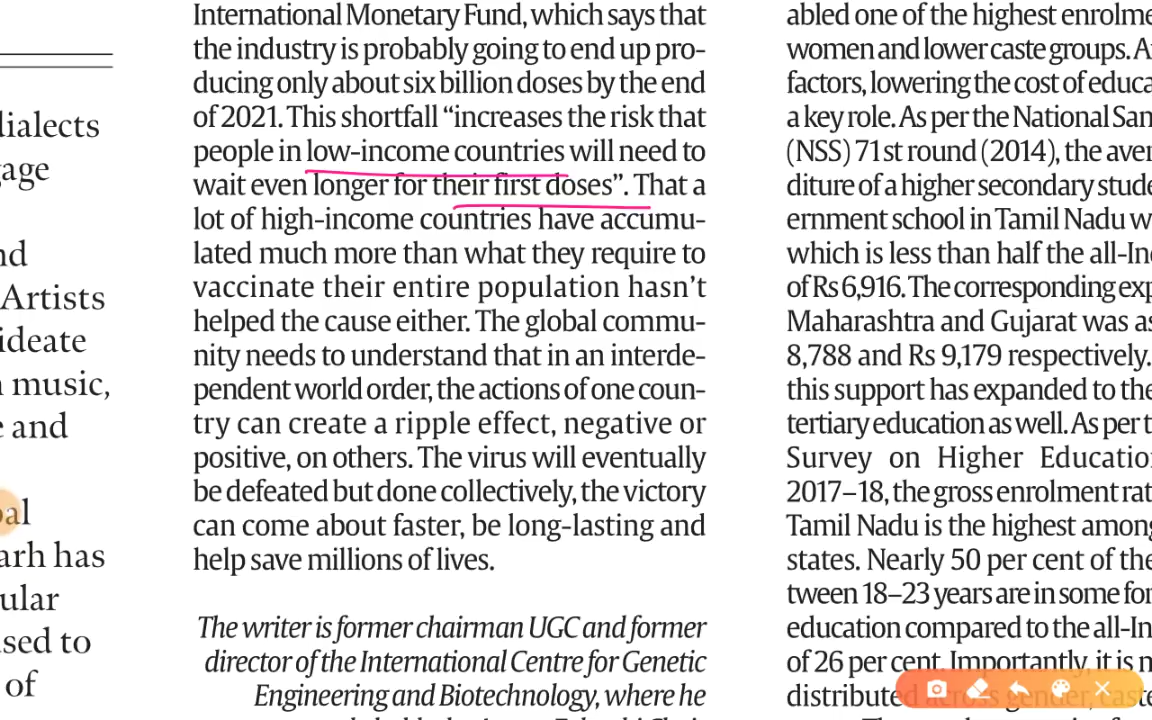 dialects
gage
nd
Artists
ideate
music,
and
arh has
ular
used to
of
International Monetary Fund, which says that
the industry is probably going to end up pro-
ducing only about six billion doses by the end
of 2021. This shortfall “increases the risk that
people in low-income countries will need to
wait even longer for their first doses”. That a
lot of high-income countries have accumu-
lated much more than what they require to
vaccinate their entire population hasn’t
helped the cause either. The global commu-
nity needs to understand that in an interde-
pendent world order, the actions of one coun-
try can create a ripple effect, negative or
positive, on others. The virus will eventually
be defeated but done collectively, the victory
can come about faster, be long-lasting and
help save millions of lives.
The writer is former chairman UGC and former
director of the International Centre for Genetic
Engineering and Biotechnology, where he
abled one of the highest enrolme
women and lower caste groups. A
factors, lowering the cost of educa
a key role. As per the National Sam
(NSS) 71st round (2014), the aver
diture of a higher secondary stude
ernment school in Tamil Nadu w
which is less than half the all-Ind
of Rs 6,916. The corresponding exp
Maharashtra and Gujarat was as
8,788 and Rs 9,179 respectively.
this support has expanded to the
tertiary education as well. As per t
Survey on Higher Education
2017–18, the gross enrolment rat
Tamil Nadu is the highest among
states. Nearly 50 per cent of the
tween 18–23 years are in some for
education compared to the all-In
of 26 per cent. Importantly, it is m
distributed across gender, caste